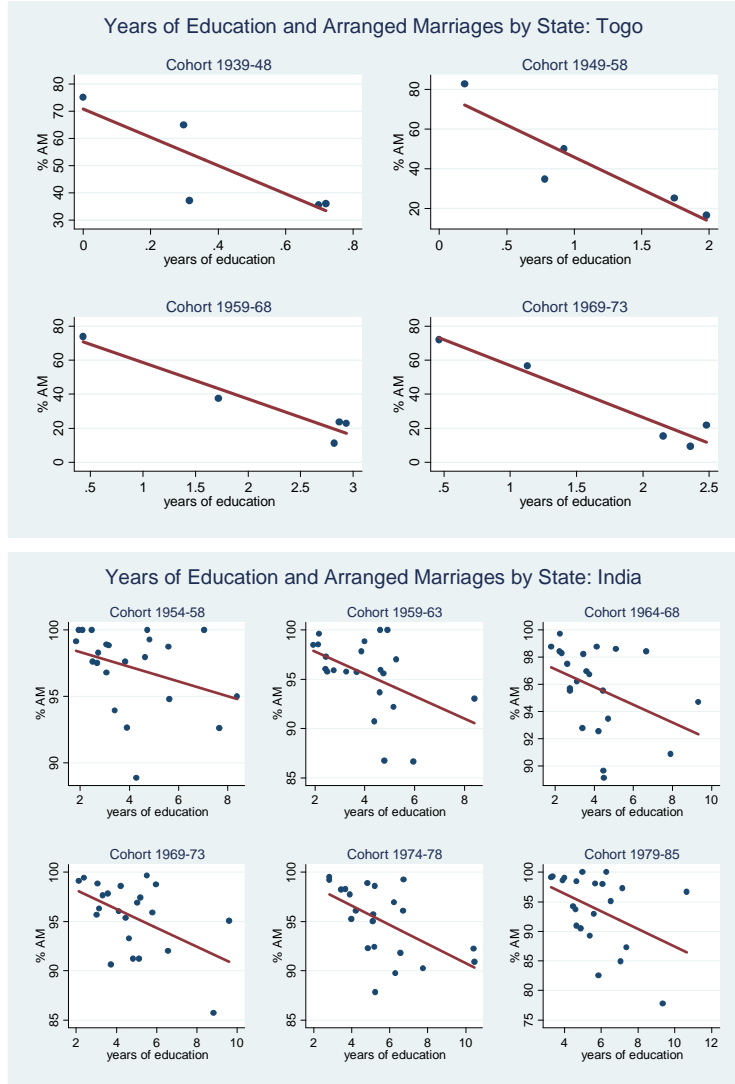 Years of Education and Arranged Marriages by State: Togo
Cohort 1939-48
% AM
80
70
60
50
40
30
0 .2 .4 .6 .8
years of education
Cohort 1949-58
% AM
80
60
40
20
0 .5 1 1.5 2
years of education
Cohort 1959-68
% AM
80
60
40
20
0
.5 1 1.5 2 2.5 3
years of education
Cohort 1969-73
% AM
80
60
40
20
0
.5 1 1.5 2 2.5
years of education
Years of Education and Arranged Marriages by State: India
Cohort 1954-58
% AM
100
95
90
2 4 6 8
years of education
Cohort 1959-63
% AM
100
95
90
85
2 4 6 8
years of education
Cohort 1964-68
% AM
100
98
96
94
92
90
2 4 6 8 10
years of education
Cohort 1969-73
% AM
100
95
90
85
2 4 6 8 10
years of education
Cohort 1974-78
% AM
100
95
90
85
2 4 6 8 10
years of education
Cohort 1979-85
% AM
100
95
90
85
80
75
4 6 8 10 12
years of education